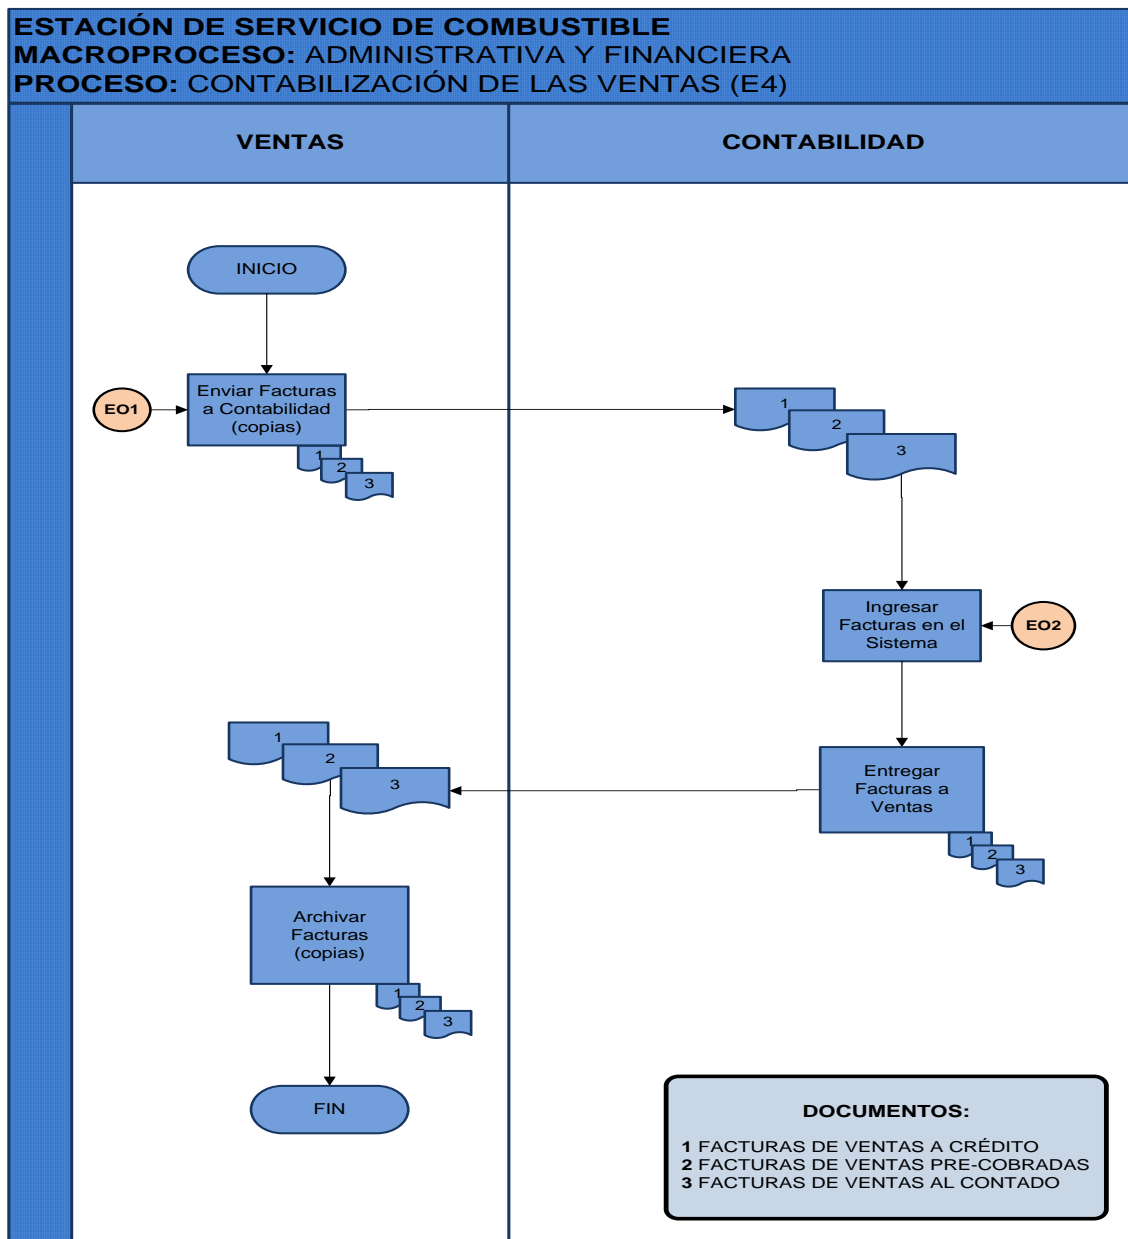 ESTACIÓN DE SERVICIO DE COMBUSTIBLE
MACROPROCESO: ADMINISTRATIVA Y FINANCIERA
PROCESO: CONTABILIZACIÓN DE LAS VENTAS (E4)
VENTAS
CONTABILIDAD
INICIO
EO1
Enviar Facturas
a Contabilidad
(copias)
1
2
3
1
2
3
Ingresar
Facturas en el
Sistema
EO2
Entregar
Facturas a
Ventas
1
2
3
1
2
3
Archivar
Facturas
(copias)
1
2
3
FIN
DOCUMENTOS:
1 FACTURAS DE VENTAS A CRÉDITO
2 FACTURAS DE VENTAS PRE-COBRADAS
3 FACTURAS DE VENTAS AL CONTADO